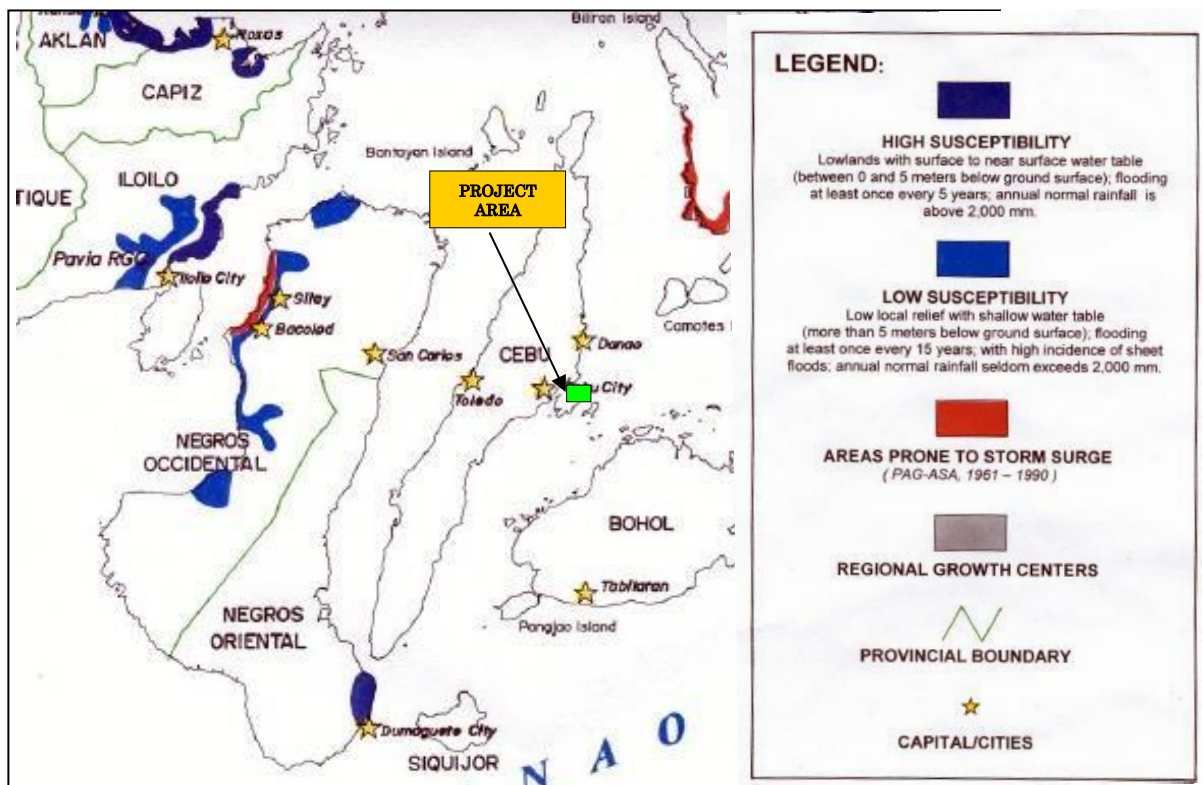 Biliran Island
AKLAN
Roxas
CAPIZ
Bantayan Island
ILOILO
TIQUE
PROJECT
AREA
Pavia RGC
Iloilo City
Silay
Bacolod
Camotes I
San Carlos
CEBU
Danao
Toledo
u City
NEGROS
OCCIDENTAL
BOHOL
Tabilaran
NEGROS
ORIENTAL
Pangjao Island
Dumaguete City
SIQUIJOR
N A O
LEGEND:
HIGH SUSCEPTIBILITY
Lowlands with surface to near surface water table
(between 0 and 5 meters below ground surface); flooding
at least once every 5 years; annual normal rainfall is
above 2,000 mm.
LOW SUSCEPTIBILITY
Low local relief with shallow water table
(more than 5 meters below ground surface); flooding
at least once every 15 years; with high incidence of sheet
floods; annual normal rainfall seldom exceeds 2,000 mm.
AREAS PRONE TO STORM SURGE
( PAG-ASA, 1961 – 1990 )
REGIONAL GROWTH CENTERS
PROVINCIAL BOUNDARY
CAPITAL/CITIES